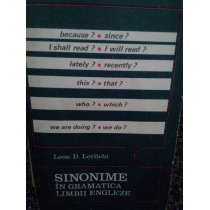 because? • since?
I shall read? • I will read?
lately? • recently?
this? • that?
who? • which?
we are doing? • we do?
Leon D. Levițchi
SINONIME
ÎN GRAMATICA
LIMBII ENGLEZE